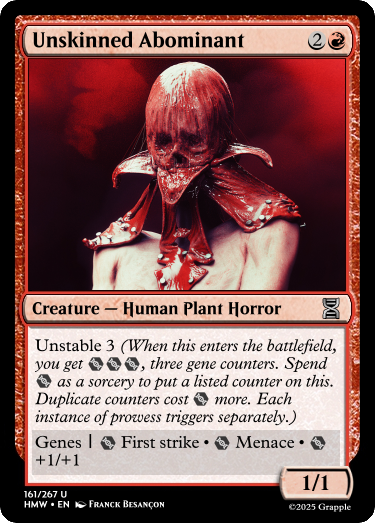 Unskinned Abominant 2
Creature — Human Plant Horror
Unstable 3 (When this enters the battlefield,
you get , three gene counters. Spend
as a sorcery to put a listed counter on this.
Duplicate counters cost more. Each
instance of prowess triggers separately.)
Genes | First strike • Menace •
+1/+1
1/1
161/267 U
HMW • EN Franck Besançon
©2025 Grapple